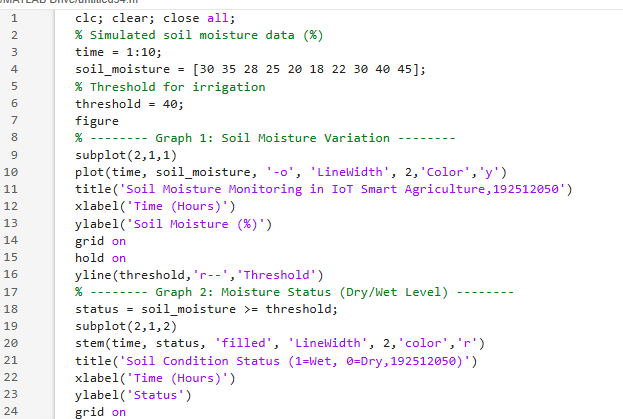 /MATLAB Drive/untitled34.m
1 clc; clear; close all;
2 % Simulated soil moisture data (%)
3 time = 1:10;
4 soil_moisture = [30 35 28 25 20 18 22 30 40 45];
5 % Threshold for irrigation
6 threshold = 40;
7 figure
8 % -------- Graph 1: Soil Moisture Variation --------
9 subplot(2,1,1)
10 plot(time, soil_moisture, '-o', 'LineWidth', 2,'Color','y')
11 title('Soil Moisture Monitoring in IoT Smart Agriculture,192512050')
12 xlabel('Time (Hours)')
13 ylabel('Soil Moisture (%)')
14 grid on
15 hold on
16 yline(threshold,'r--','Threshold')
17 % -------- Graph 2: Moisture Status (Dry/Wet Level) --------
18 status = soil_moisture >= threshold;
19 subplot(2,1,2)
20 stem(time, status, 'filled', 'LineWidth', 2,'color','r')
21 title('Soil Condition Status (1=Wet, 0=Dry,192512050)')
22 xlabel('Time (Hours)')
23 ylabel('Status')
24 grid on